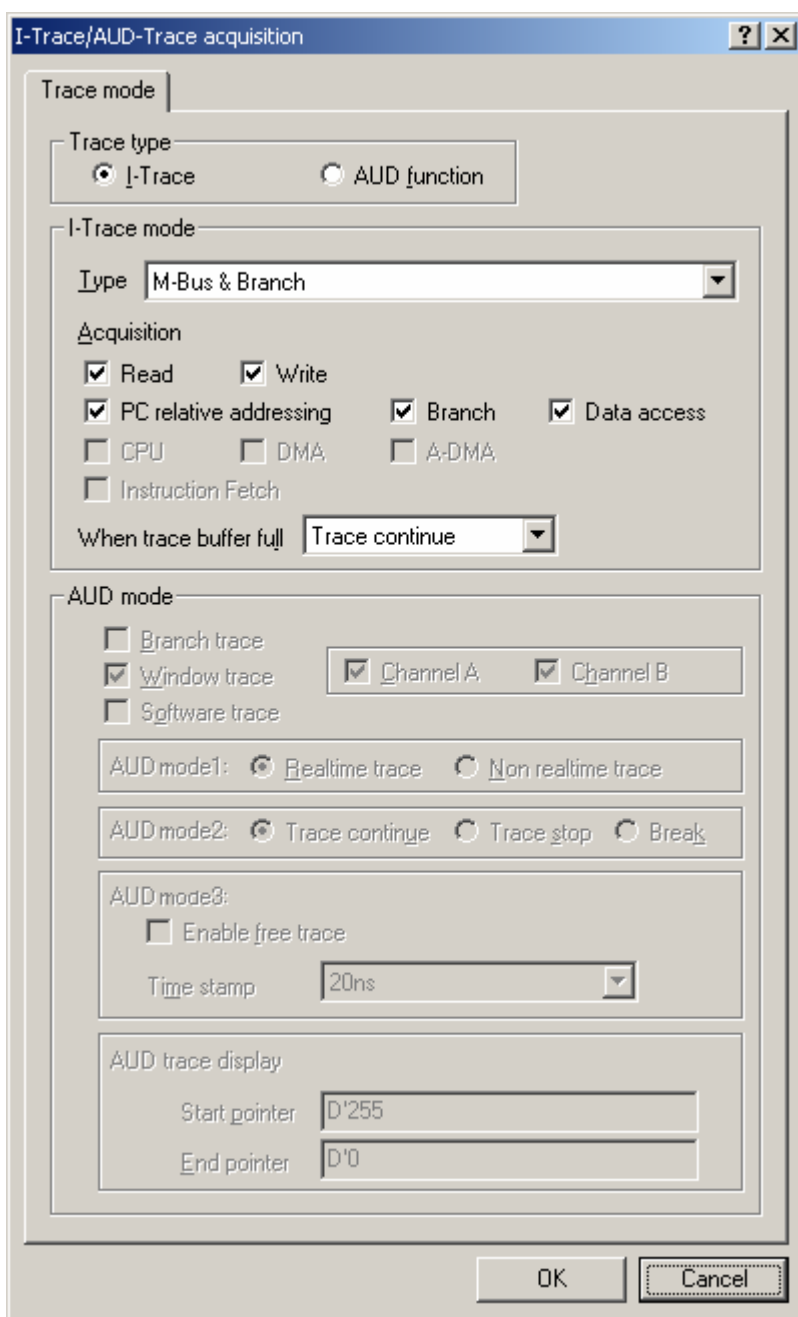 I-Trace/AUD-Trace acquisition
Trace mode
Trace type
I-Trace AUD function
I-Trace mode
Type M-Bus & Branch
Acquisition
Read Write
PC relative addressing Branch Data access
CPU DMA A-DMA
Instruction Fetch
When trace buffer full Trace continue
AUD mode
Branch trace
Window trace Channel A Channel B
Software trace
AUD mode1: Realtime trace Non realtime trace
AUD mode2: Trace continue Trace stop Break
AUD mode3:
Enable free trace
Time stamp 20ns
AUD trace display
Start pointer D'255
End pointer D'0
OK Cancel